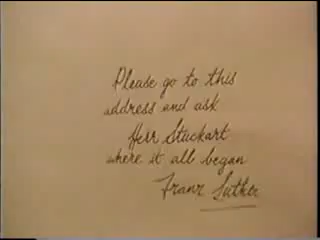 Please go to this
address and ask
Herr Stuckart
where it all began
Franz Luther